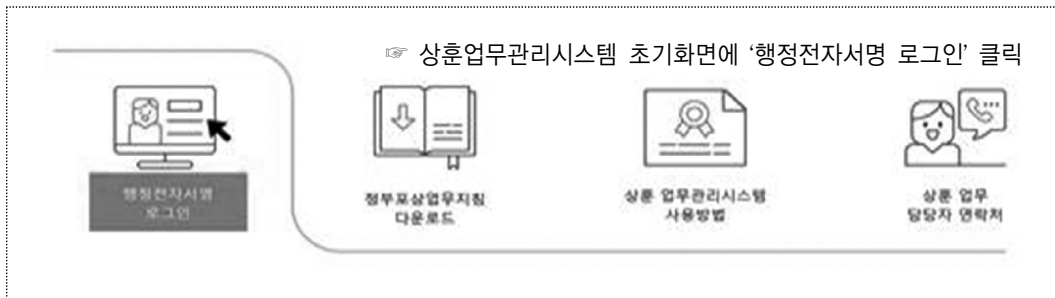 ☞ 상훈업무관리시스템 초기화면에 ‘행정전자서명 로그인’ 클릭
행정전자서명
로그인
정부포상업무지침
다운로드
상훈 업무관리시스템
사용방법
상훈 업무
담당자 연락처